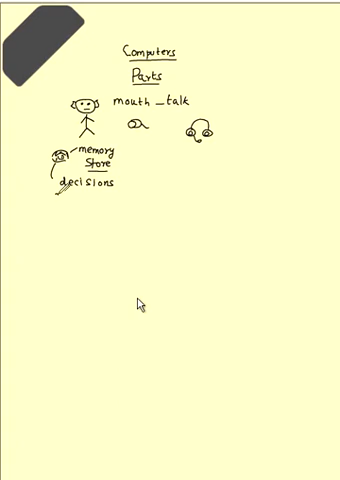 Computers
Parts
mouth _ talk
memory
Store
decisions